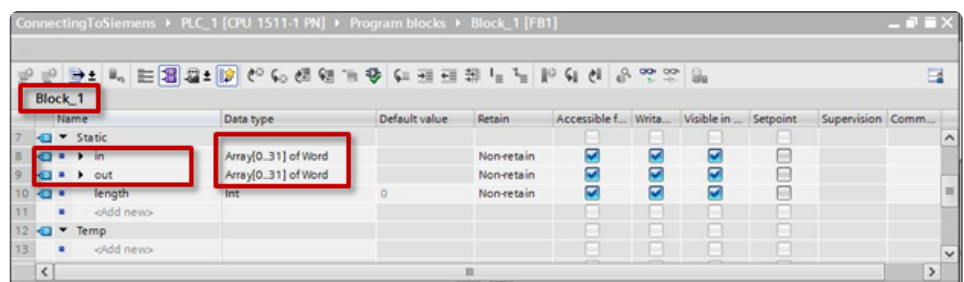 ConnectingToSiemens ▸ PLC_1 [CPU 1511-1 PN] ▸ Program blocks ▸ Block_1 [FB1]
Block_1
Name Data type Default value Retain Accessible f... Writa... Visible in ... Setpoint Supervision Comm...
7 Static
8 in Array[0..31] of Word Non-retain
9 out Array[0..31] of Word Non-retain
10 length Int 0 Non-retain
11 <Add new>
12 Temp
13 <Add new>